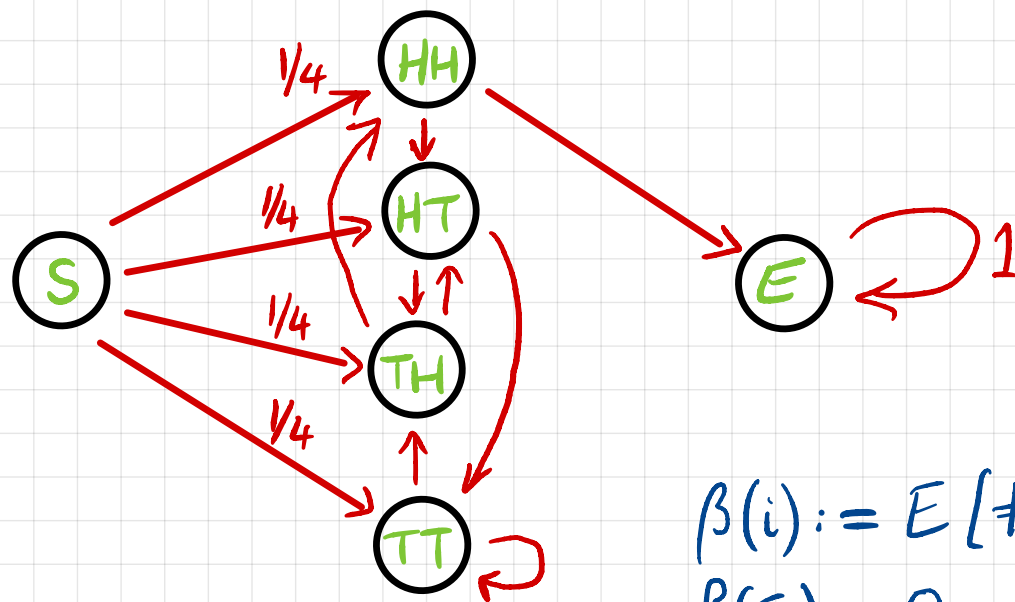 HH
1/4
HT
1/4
S
E
1
1/4
TH
1/4
TT
β(i) := E[